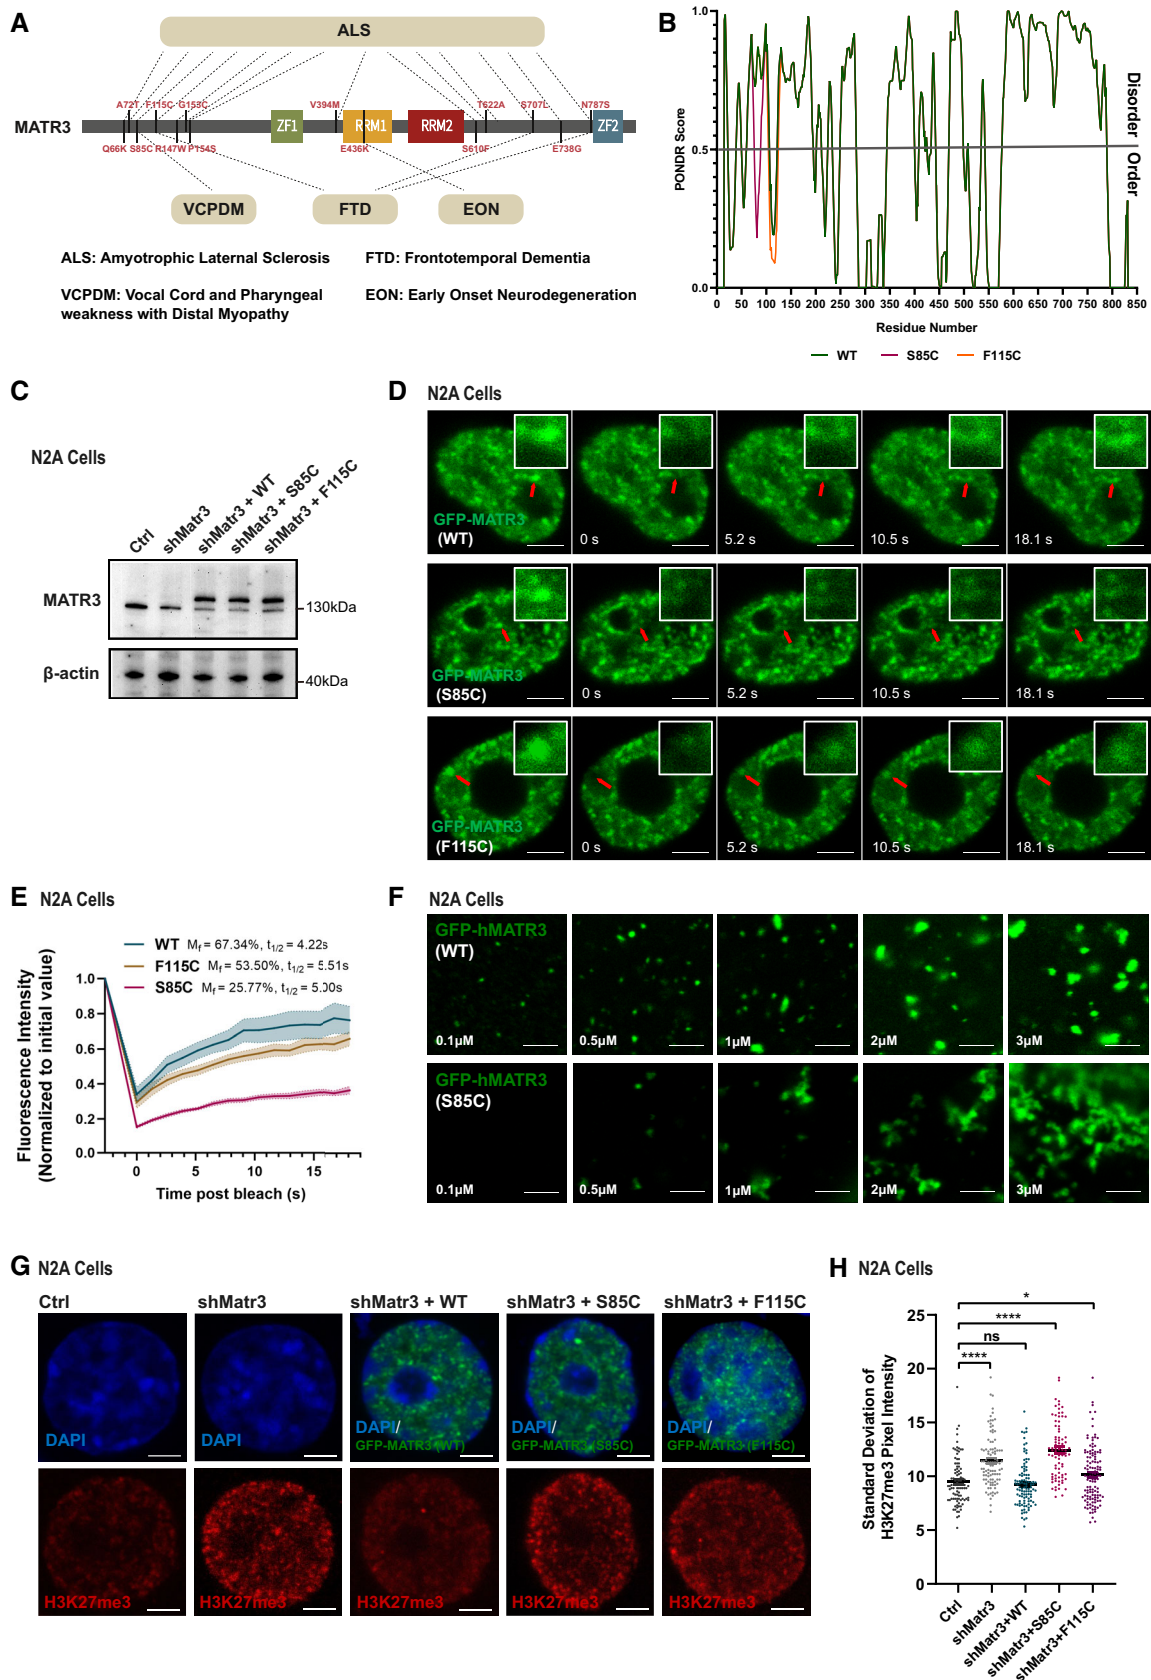 A
ALS
A72T F115C G153C V394M T622A S707L N787S
MATR3
ZF1 RRM1 RRM2 ZF2
Q66K S85C R147W P154S E436K S610F E738G
VCPDM FTD EON
ALS: Amyotrophic Laternal Sclerosis
FTD: Frontotemporal Dementia
VCPDM: Vocal Cord and Pharyngeal
weakness with Distal Myopathy
EON: Early Onset Neurodegeneration
B
PONDR Score
1.0
0.5
0.0
Disorder
Order
0 50 100 150 200 250 300 350 400 450 500 550 600 650 700 750 800 850
Residue Number
WT S85C F115C
C
N2A Cells
Ctrl
shMatr3
shMatr3 + WT
shMatr3 + S85C
shMatr3 + F115C
MATR3
130kDa
β-actin
40kDa
D N2A Cells
GFP-MATR3
(WT)
0 s 5.2 s 10.5 s 18.1 s
GFP-MATR3
(S85C)
0 s 5.2 s 10.5 s 18.1 s
GFP-MATR3
(F115C)
0 s 5.2 s 10.5 s 18.1 s
E N2A Cells
WT Mf = 67.34%, t1/2 = 4.22s
F115C Mf = 53.50%, t1/2 = 5.51s
S85C Mf = 25.77%, t1/2 = 5.00s
Fluorescence Intensity
(Normalized to initial value)
1.0
0.8
0.6
0.4
0.2
0.0
0 5 10 15
Time post bleach (s)
F N2A Cells
GFP-hMATR3
(WT)
0.1μM 0.5μM 1μM 2μM 3μM
GFP-hMATR3
(S85C)
0.1μM 0.5μM 1μM 2μM 3μM
G N2A Cells
Ctrl shMatr3 shMatr3 + WT shMatr3 + S85C shMatr3 + F115C
DAPI DAPI DAPI/ DAPI/ DAPI/
GFP-MATR3 (WT) GFP-MATR3 (S85C) GFP-MATR3 (F115C)
H3K27me3 H3K27me3 H3K27me3 H3K27me3 H3K27me3
H N2A Cells
Standard Deviation of
H3K27me3 Pixel Intensity
25
20
15
10
5
0
*
****
ns
****
Ctrl
shMatr3
shMatr3+WT
shMatr3+S85C
shMatr3+F115C